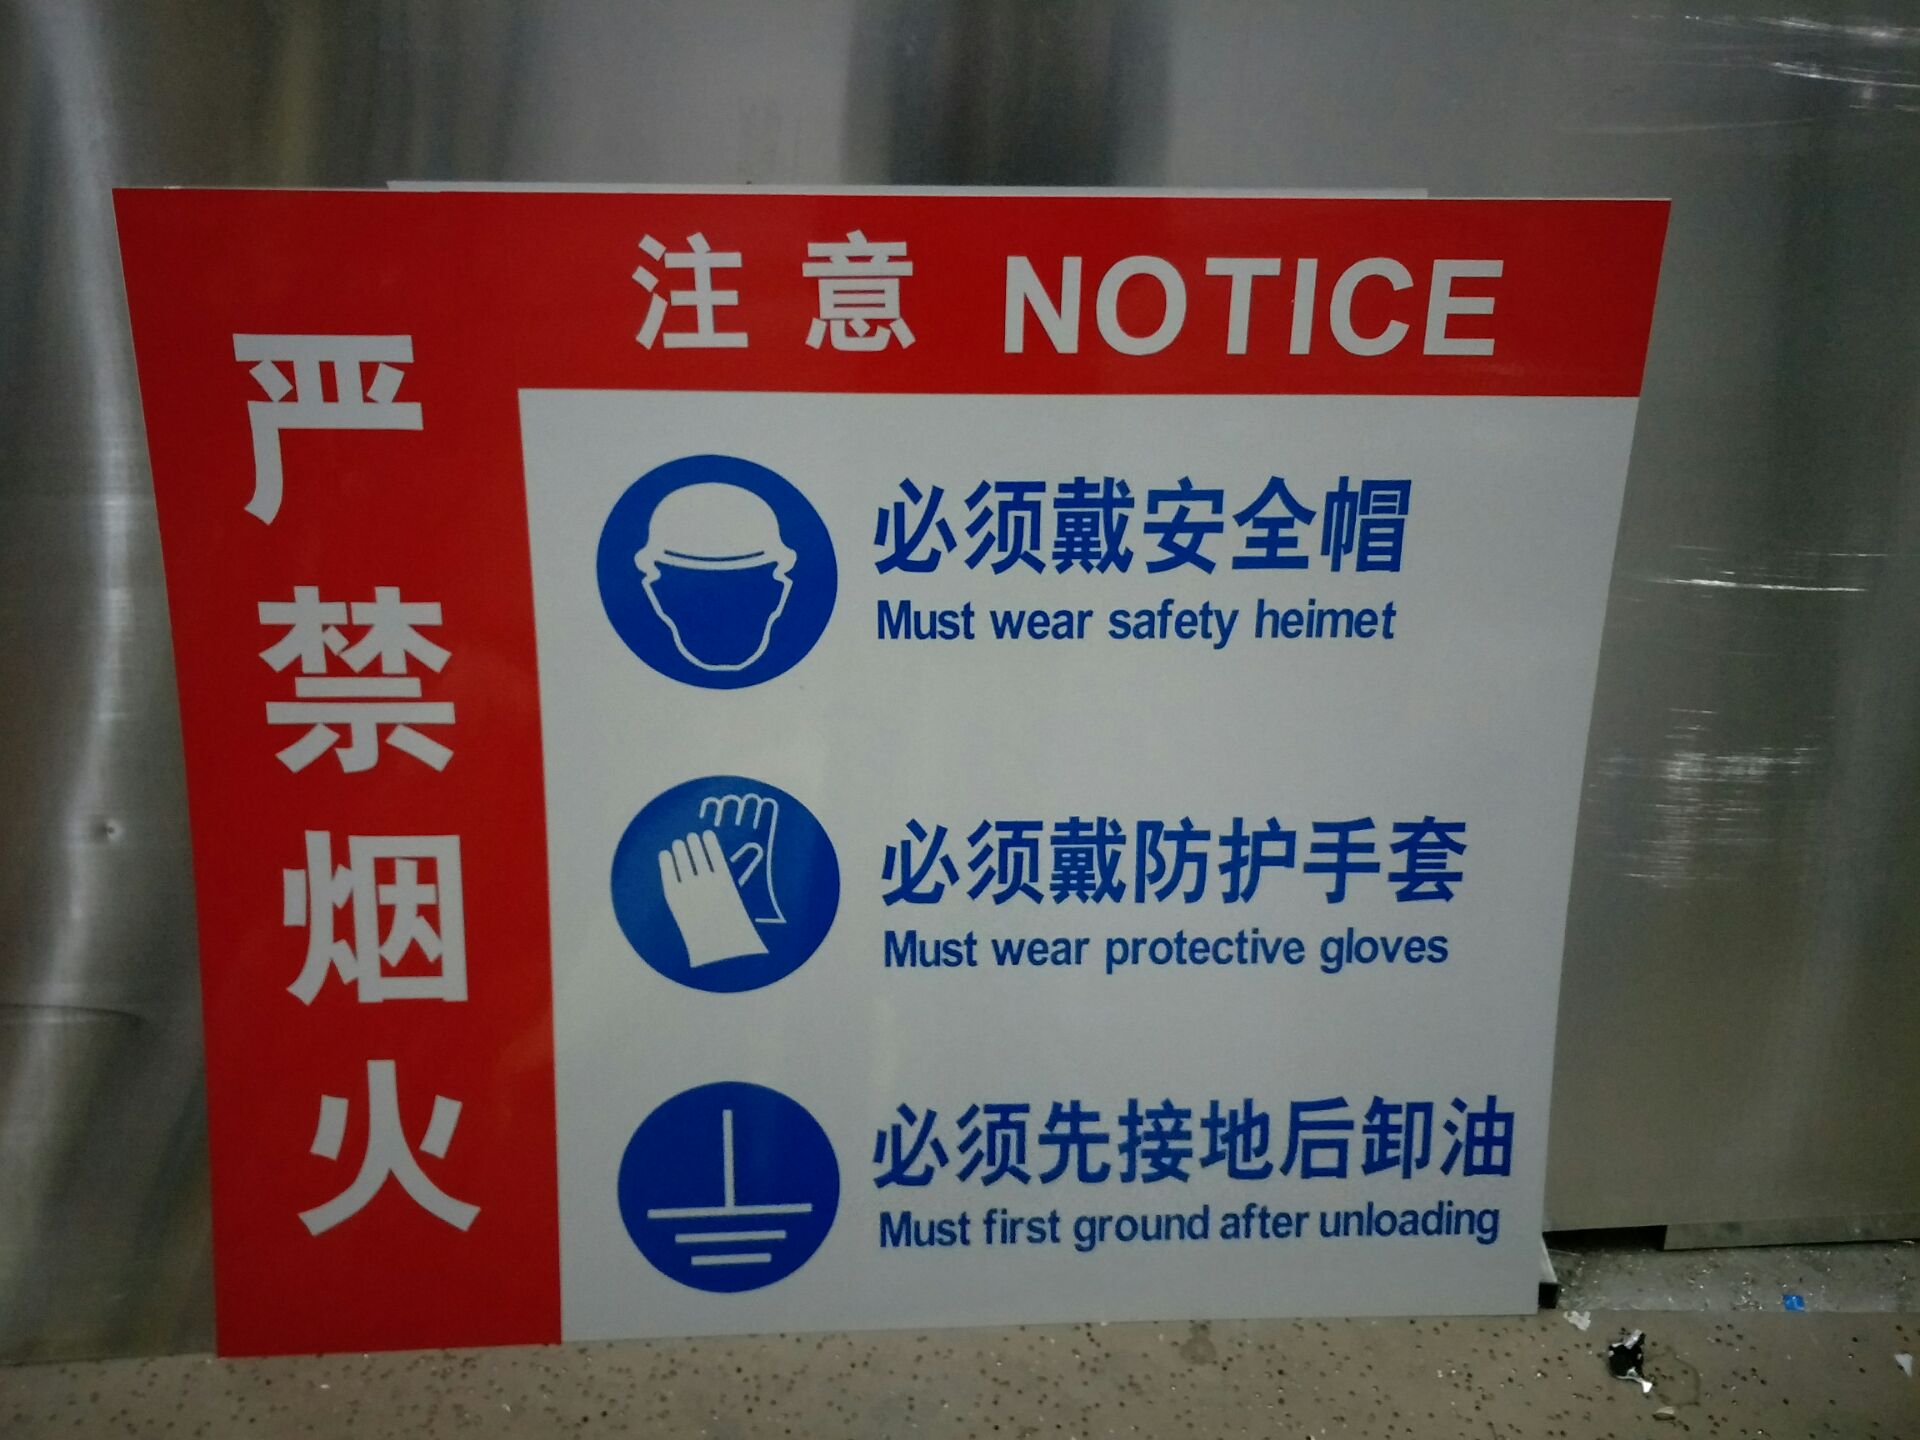 严禁烟火
注意 NOTICE
必须戴安全帽
Must wear safety heimet
必须戴防护手套
Must wear protective gloves
必须先接地后卸油
Must first ground after unloading